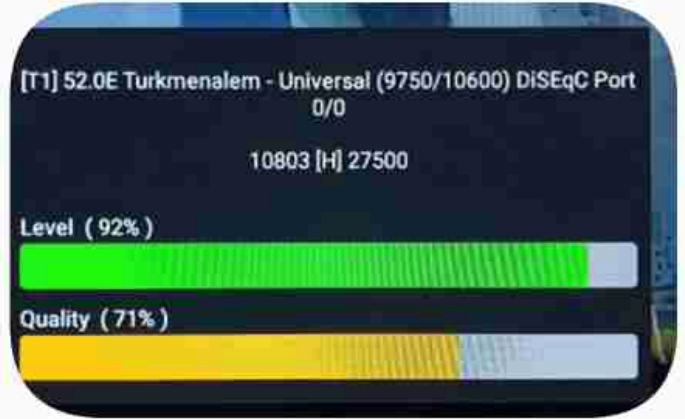 [T1] 52.0E Turkmenalem - Universal (9750/10600) DiSEqC Port
0/0
10803 [H] 27500
Level ( 92% )
Quality ( 71% )